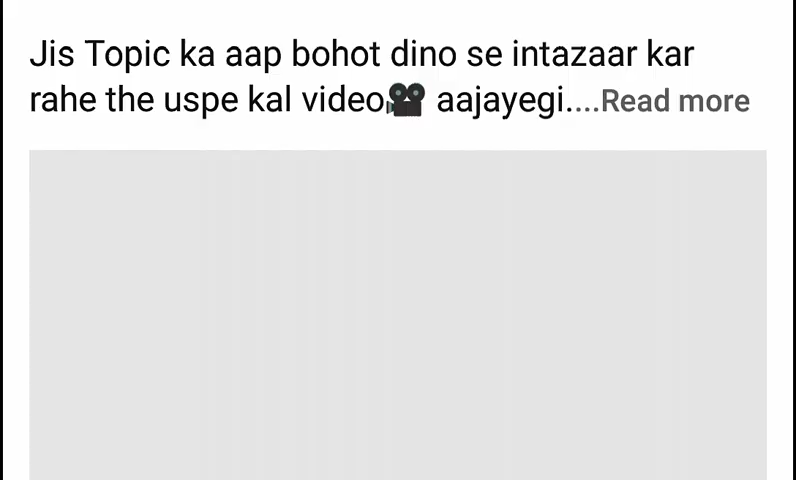 Jis Topic ka aap bohot dino se intazaar kar
rahe the uspe kal video🎥 aajayegi....Read more